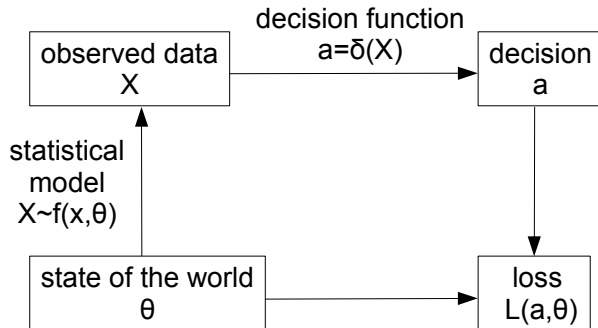 decision function
a=δ(X)
observed data
X
decision
a
statistical
model
X~f(x,θ)
state of the world
θ
loss
L(a,θ)